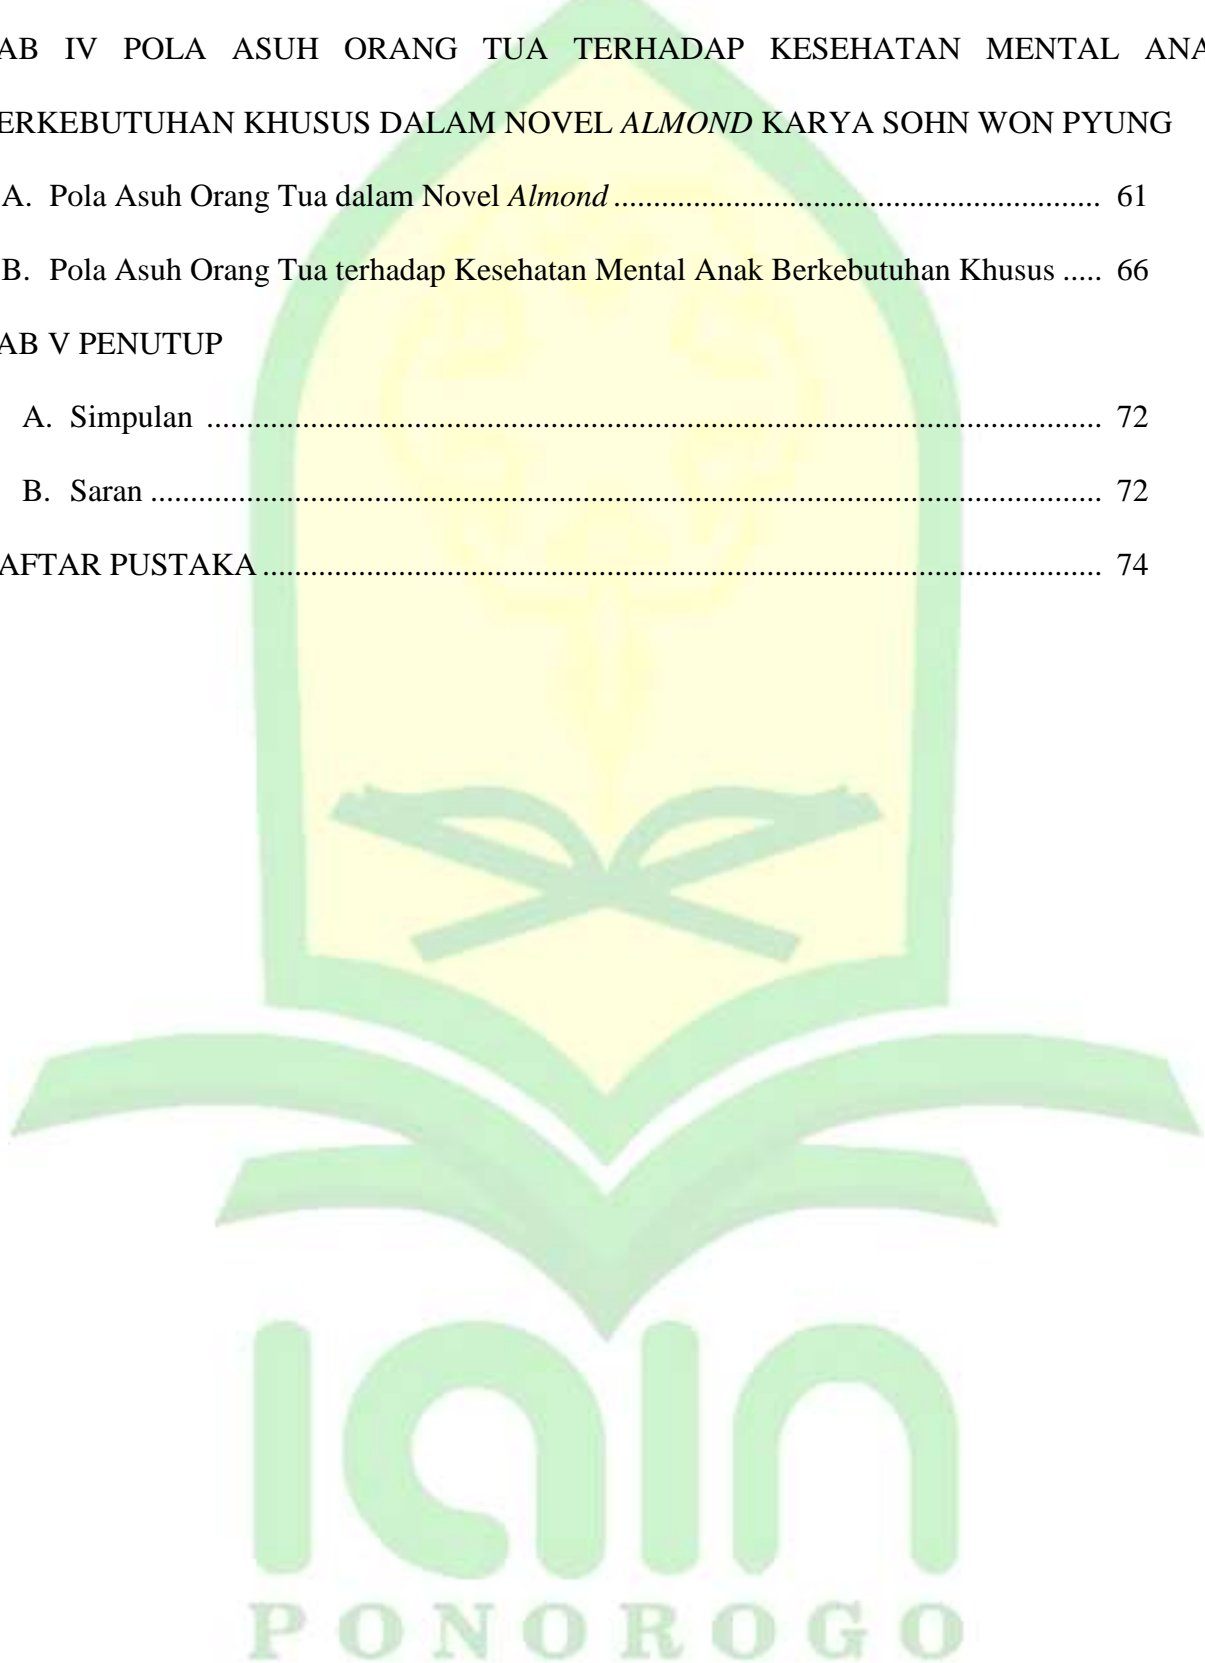 AB IV POLA ASUH ORANG TUA TERHADAP KESEHATAN MENTAL ANA
ERKEBUTUHAN KHUSUS DALAM NOVEL ALMOND KARYA SOHN WON PYUNG
A. Pola Asuh Orang Tua dalam Novel Almond ............................................................. 61
B. Pola Asuh Orang Tua terhadap Kesehatan Mental Anak Berkebutuhan Khusus ..... 66
AB V PENUTUP
A. Simpulan ................................................................................................................ 72
B. Saran ....................................................................................................................... 72
AFTAR PUSTAKA ......................................................................................................... 74
iain
PONOROGO